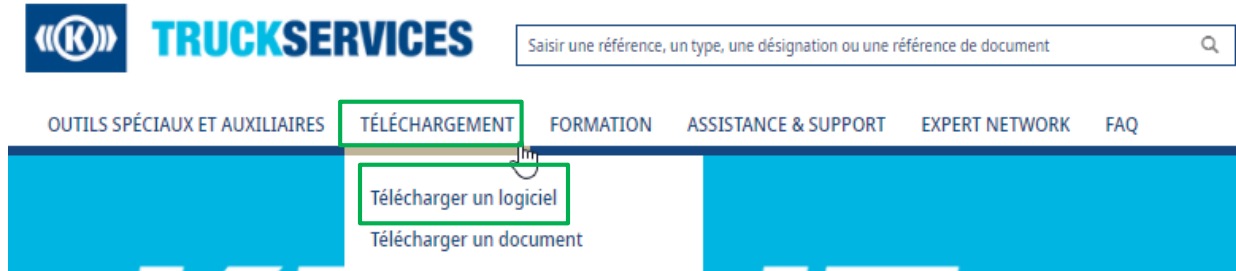 ((K)) TRUCKSERVICES
Saisir une référence, un type, une désignation ou une référence de document
OUTILS SPÉCIAUX ET AUXILIAIRES TÉLÉCHARGEMENT FORMATION ASSISTANCE & SUPPORT EXPERT NETWORK FAQ
Télécharger un logiciel
Télécharger un document